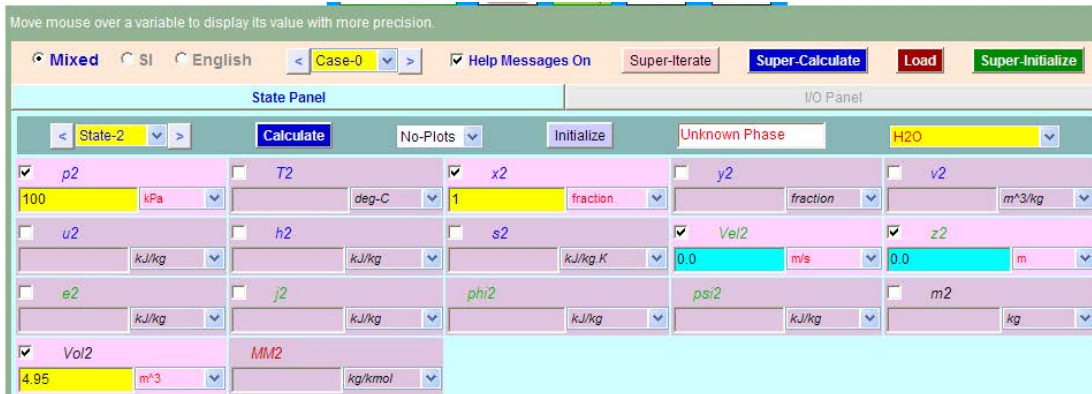 Move mouse over a variable to display its value with more precision.
Mixed SI English < Case-0 > Help Messages On Super-Iterate Super-Calculate Load Super-Initialize
State Panel I/O Panel
< State-2 > Calculate No-Plots Initialize Unknown Phase H2O
p2 T2 x2 y2 v2
100 kPa deg-C 1 fraction fraction m^3/kg
u2 h2 s2 Vel2 z2
kJ/kg kJ/kg kJ/kg.K 0.0 m/s 0.0 m
e2 j2 phi2 psi2 m2
kJ/kg kJ/kg kJ/kg kJ/kg kg
Vol2 MM2
4.95 m^3 kg/kmol